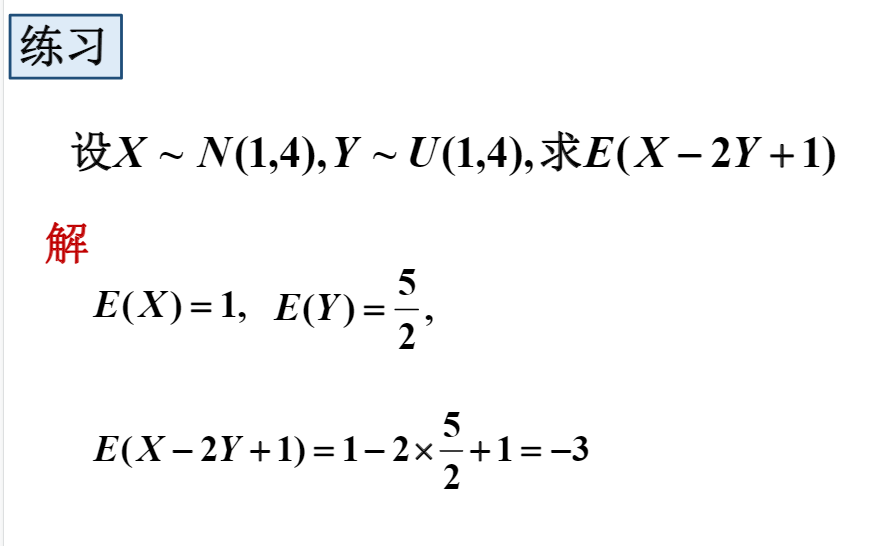 练习
设X ~ N(1,4), Y ~ U(1,4), 求E(X − 2Y + 1)
解
E(X) = 1, E(Y) = 5/2,
E(X − 2Y + 1) = 1 − 2 × 5/2 + 1 = −3